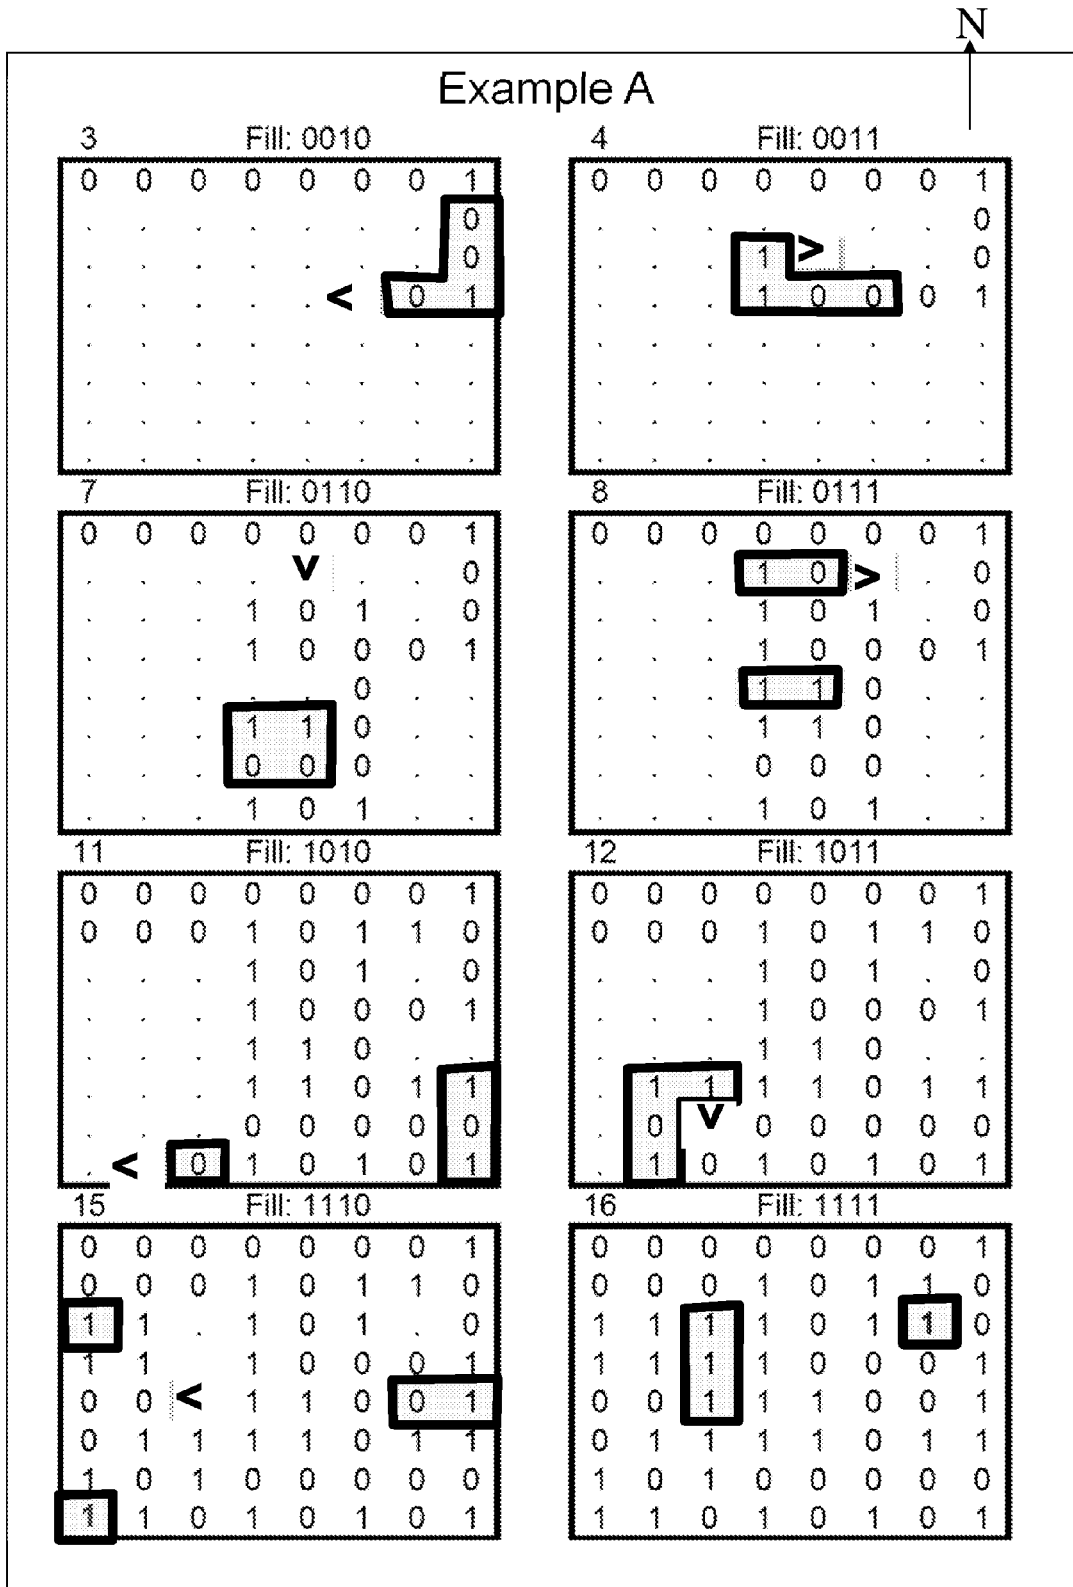 N
Example A
3 Fill: 0010
0 0 0 0 0 0 0 1
. . . . . . . 0
. . . . . . . 0
. . . . . < 0 1
. . . . . . . .
. . . . . . . .
. . . . . . . .
. . . . . . . .
4 Fill: 0011
0 0 0 0 0 0 0 1
. . . . . . . 0
. . . 1 > . . 0
. . . 1 0 0 0 1
. . . . . . . .
. . . . . . . .
. . . . . . . .
. . . . . . . .
7 Fill: 0110
0 0 0 0 0 0 0 1
. . . . v . . 0
. . . 1 0 1 . 0
. . . 1 0 0 0 1
. . . . . 0 . .
. . . 1 1 0 . .
. . . 0 0 0 . .
. . . 1 0 1 . .
8 Fill: 0111
0 0 0 0 0 0 0 1
. . . 1 0 > . 0
. . . 1 0 1 . 0
. . . 1 0 0 0 1
. . . 1 1 0 . .
. . . 1 1 0 . .
. . . 0 0 0 . .
. . . 1 0 1 . .
11 Fill: 1010
0 0 0 0 0 0 0 1
0 0 0 1 0 1 1 0
. . . 1 0 1 . 0
. . . 1 0 0 0 1
. . . 1 1 0 . .
. . . 1 1 0 1 1
. . . 0 0 0 0 0
. < 0 1 0 1 0 1
12 Fill: 1011
0 0 0 0 0 0 0 1
0 0 0 1 0 1 1 0
. . . 1 0 1 . 0
. . . 1 0 0 0 1
. . . 1 1 0 . .
. 1 1 1 1 0 1 1
. 0 v 0 0 0 0 0
. 1 0 1 0 1 0 1
15 Fill: 1110
0 0 0 0 0 0 0 1
0 0 0 1 0 1 1 0
1 1 . 1 0 1 . 0
1 1 . 1 0 0 0 1
0 0 < 1 1 0 0 1
0 1 1 1 1 0 1 1
1 0 1 0 0 0 0 0
1 1 0 1 0 1 0 1
16 Fill: 1111
0 0 0 0 0 0 0 1
0 0 0 1 0 1 1 0
1 1 1 1 0 1 1 0
1 1 1 1 0 0 0 1
0 0 1 1 1 0 0 1
0 1 1 1 1 0 1 1
1 0 1 0 0 0 0 0
1 1 0 1 0 1 0 1